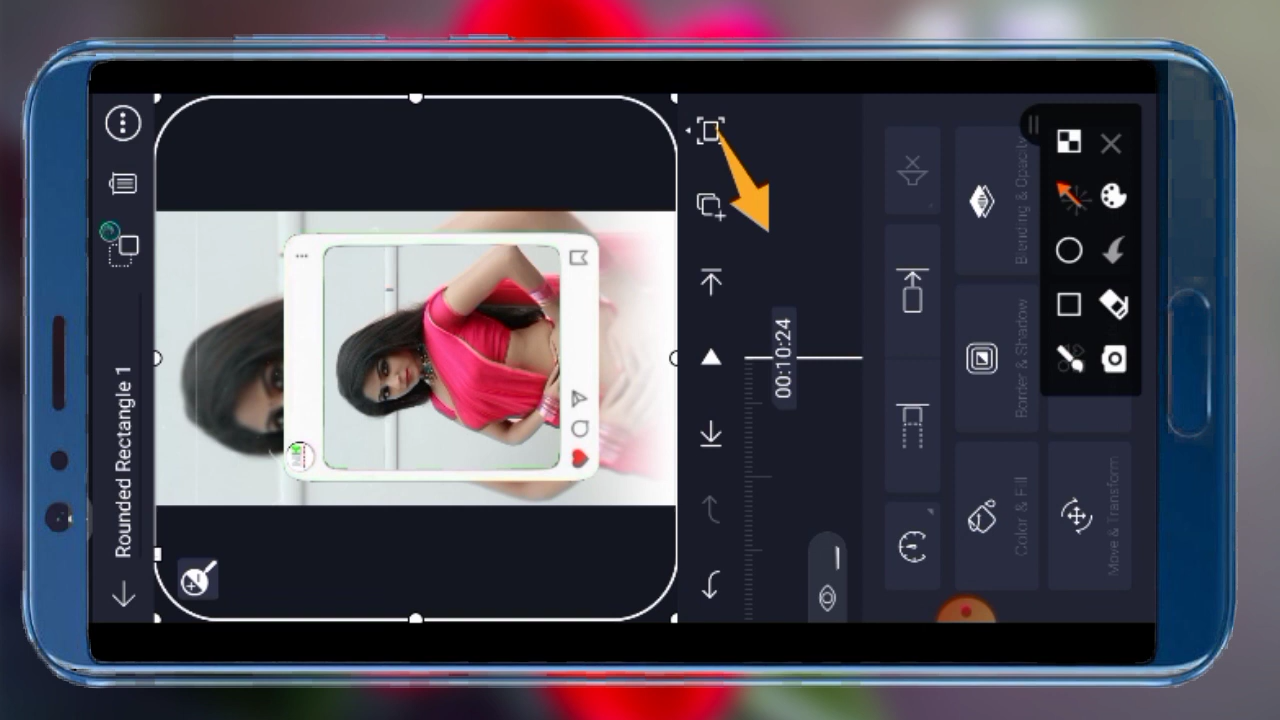 Rounded Rectangle 1
00:10:24
Blending & Opacity
Border & Shadow
Color & Fill
Move & Transform